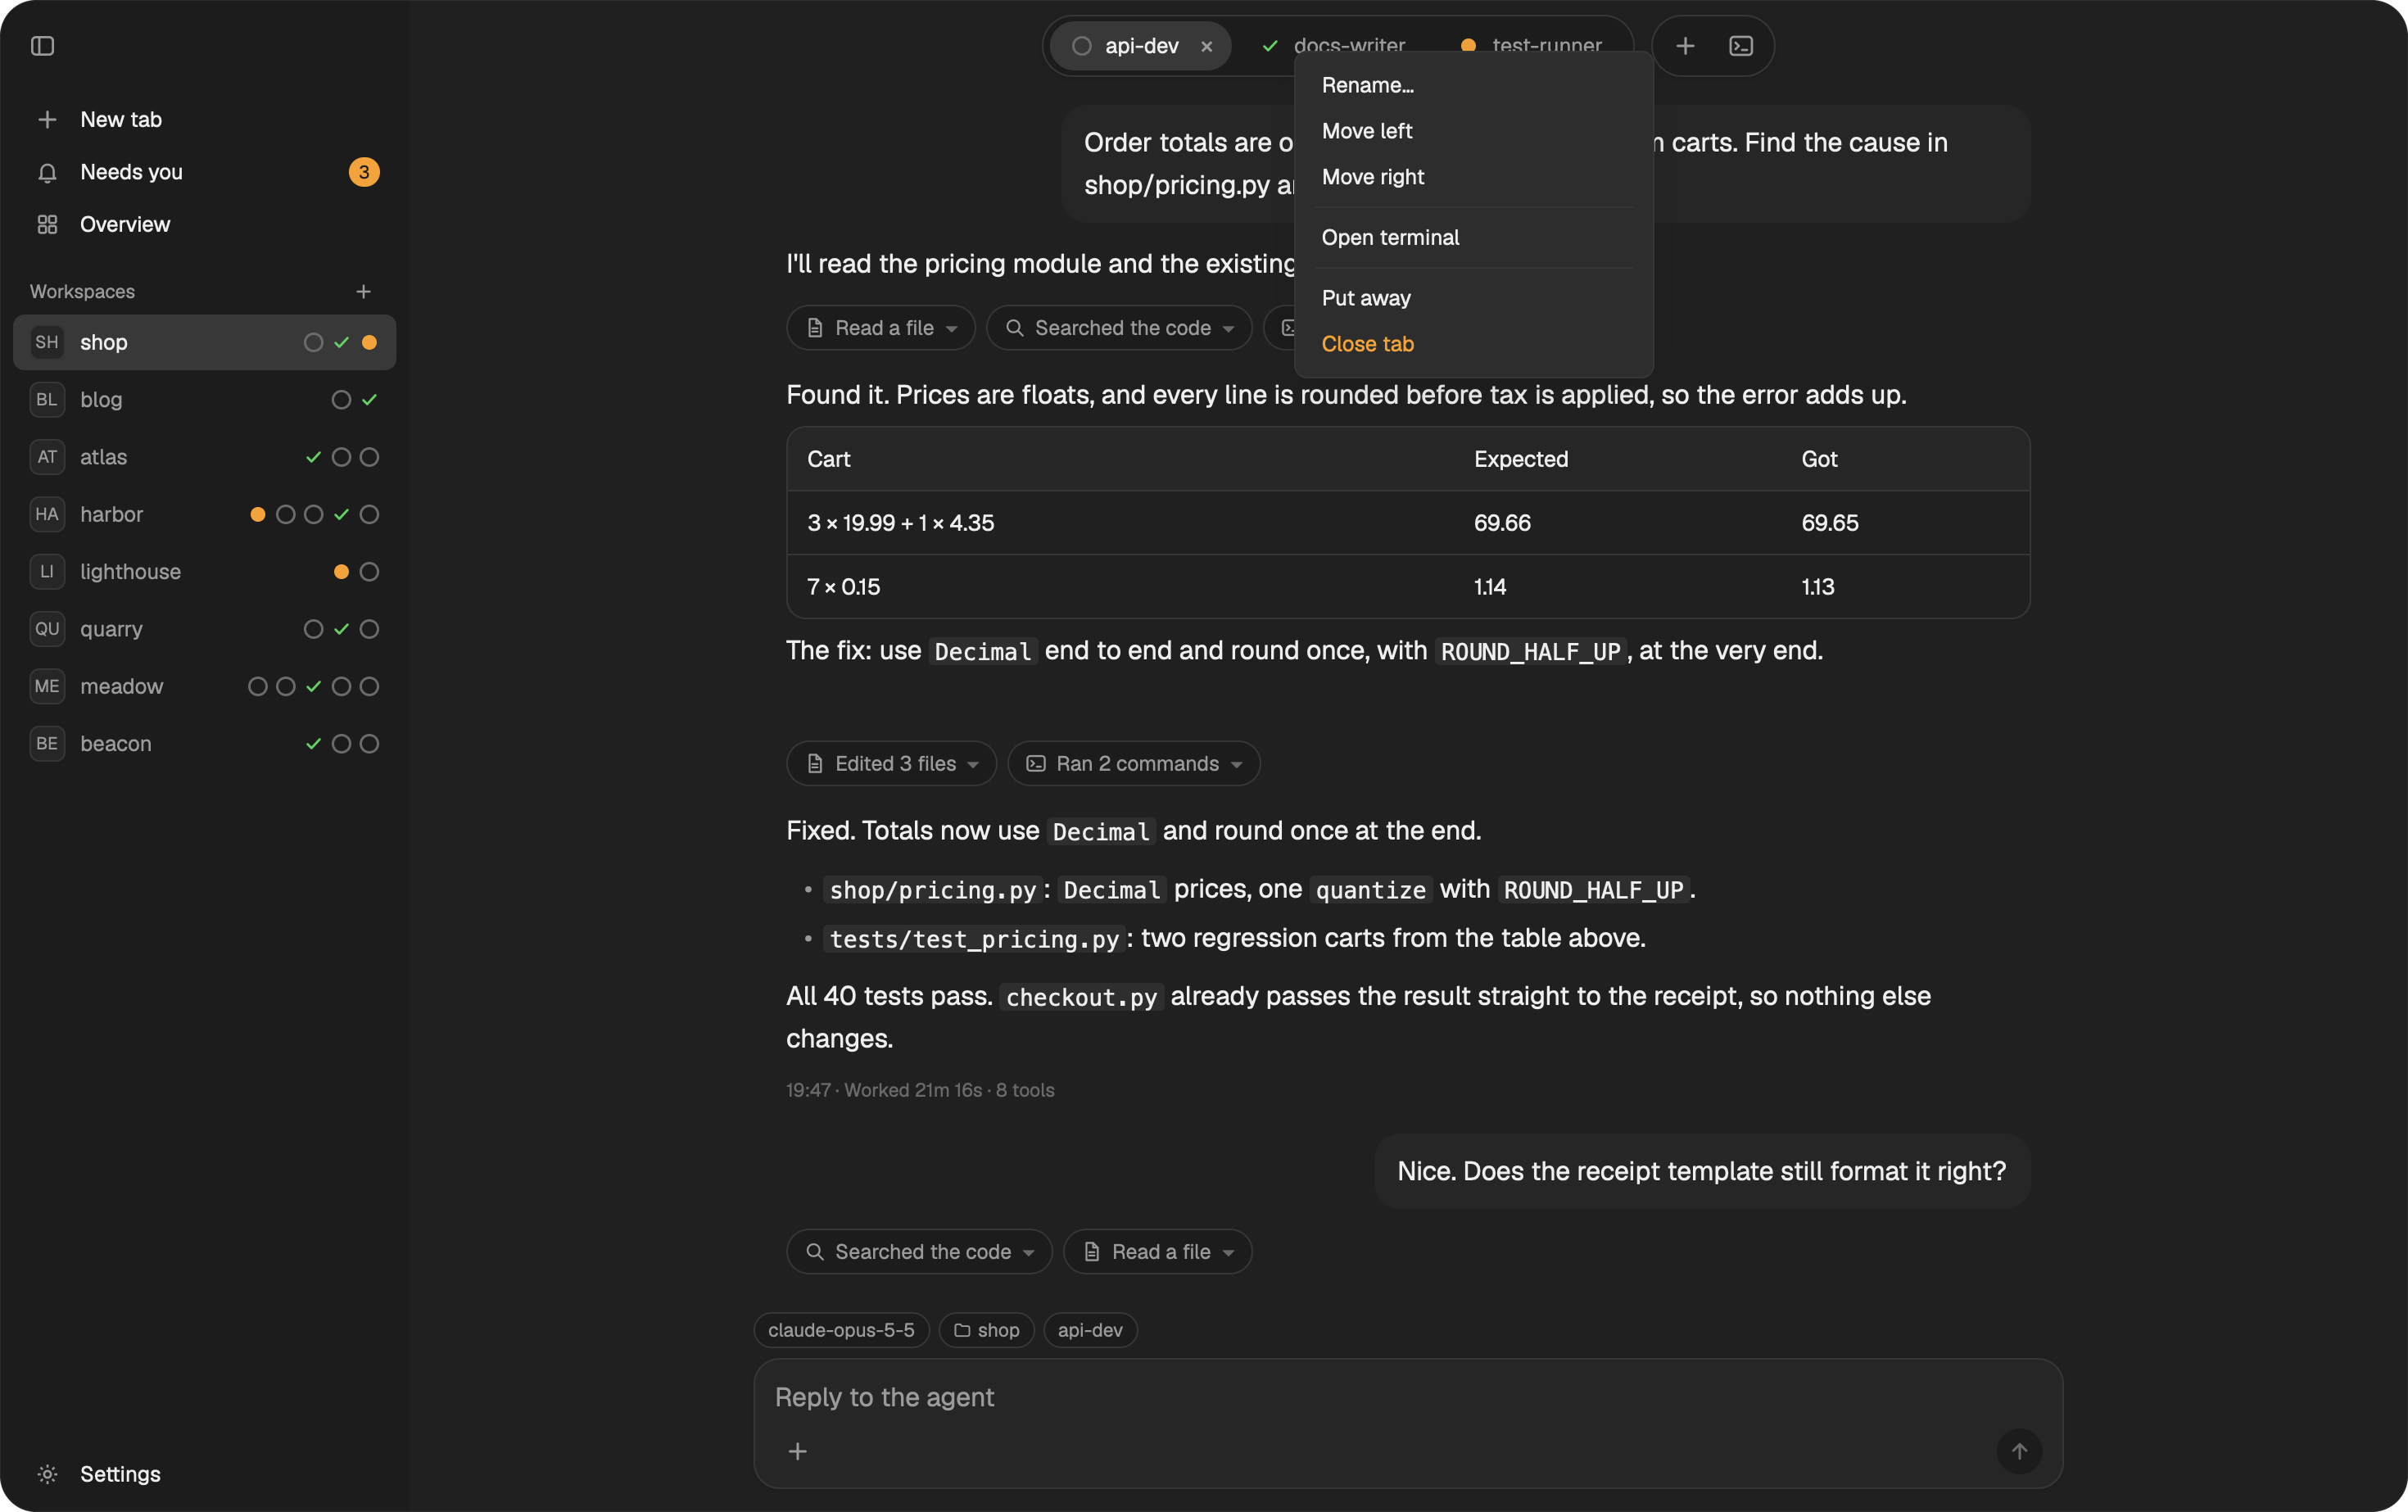 api-dev
docs-writer
test-runner
New tab
Needs you
3
Overview
Workspaces
SH shop
BL blog
AT atlas
HA harbor
LI lighthouse
QU quarry
ME meadow
BE beacon
Settings
Rename...
Move left
Move right
Open terminal
Put away
Close tab
Order totals are carts. Find the cause in
shop/pricing.py
I'll read the pricing module and the existing
Read a file
Searched the code
Found it. Prices are floats, and every line is rounded before tax is applied, so the error adds up.
Cart Expected Got
3 × 19.99 + 1 × 4.35 69.66 69.65
7 × 0.15 1.14 1.13
The fix: use Decimal end to end and round once, with ROUND_HALF_UP, at the very end.
Edited 3 files
Ran 2 commands
Fixed. Totals now use Decimal and round once at the end.
• shop/pricing.py: Decimal prices, one quantize with ROUND_HALF_UP.
• tests/test_pricing.py: two regression carts from the table above.
All 40 tests pass. checkout.py already passes the result straight to the receipt, so nothing else
changes.
19:47 · Worked 21m 16s · 8 tools
Nice. Does the receipt template still format it right?
Searched the code
Read a file
claude-opus-5-5
shop
api-dev
Reply to the agent